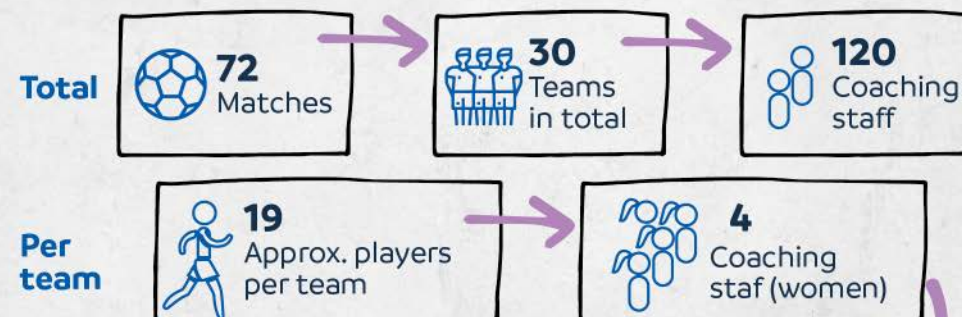 Total
72
Matches
30
Teams
in total
120
Coaching
staff
Per
team
19
Approx. players
per team
4
Coaching
staf (women)